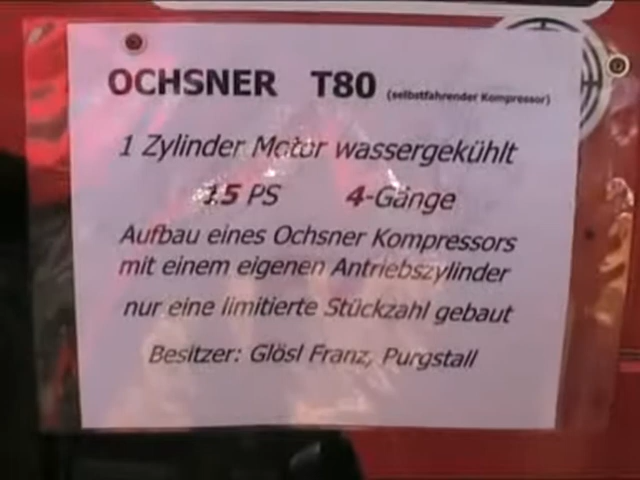 OCHSNER T80 (selbstfahrender Kompressor)
1 Zylinder Motor wassergekühlt
15 PS 4-Gänge
Aufbau eines Ochsner Kompressors
mit einem eigenen Antriebszylinder
nur eine limitierte Stückzahl gebaut
Besitzer: Glösl Franz, Purgstall